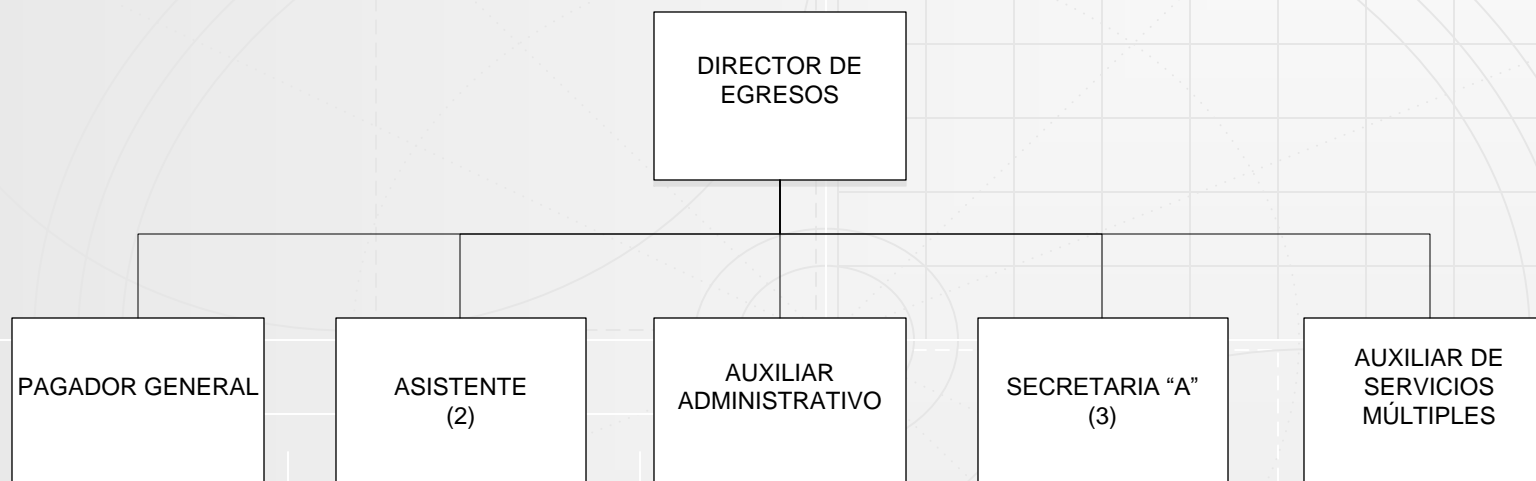 DIRECTOR DE
EGRESOS
PAGADOR GENERAL
ASISTENTE
(2)
AUXILIAR
ADMINISTRATIVO
SECRETARIA “A”
(3)
AUXILIAR DE
SERVICIOS
MÚLTIPLES